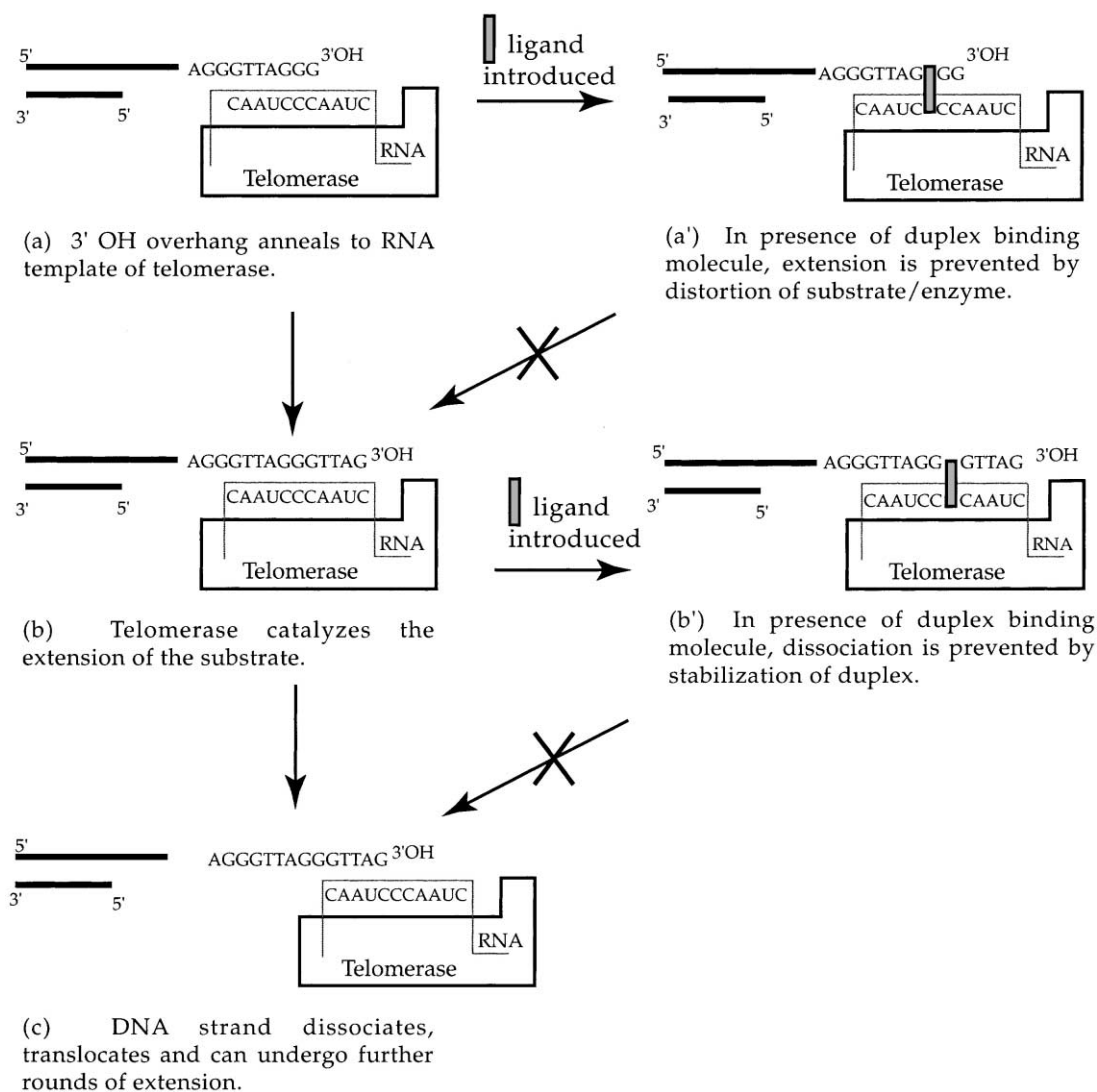 5'
AGGGTTAGGG 3'OH
3' 5'
CAAUCCCAAUC
RNA
Telomerase
(a) 3' OH overhang anneals to RNA
template of telomerase.
ligand
introduced
5'
AGGGTTAG GG 3'OH
3' 5'
CAAUC CCAAUC
RNA
Telomerase
(a') In presence of duplex binding
molecule, extension is prevented by
distortion of substrate/enzyme.
5'
AGGGTTAGGGTTAG 3'OH
3' 5'
CAAUCCCAAUC
RNA
Telomerase
(b) Telomerase catalyzes the
extension of the substrate.
ligand
introduced
5'
AGGGTTAGG GTTAG 3'OH
3' 5'
CAAUCC CAAUC
RNA
Telomerase
(b') In presence of duplex binding
molecule, dissociation is prevented by
stabilization of duplex.
5'
AGGGTTAGGGTTAG 3'OH
3' 5'
CAAUCCCAAUC
RNA
Telomerase
(c) DNA strand dissociates,
translocates and can undergo further
rounds of extension.